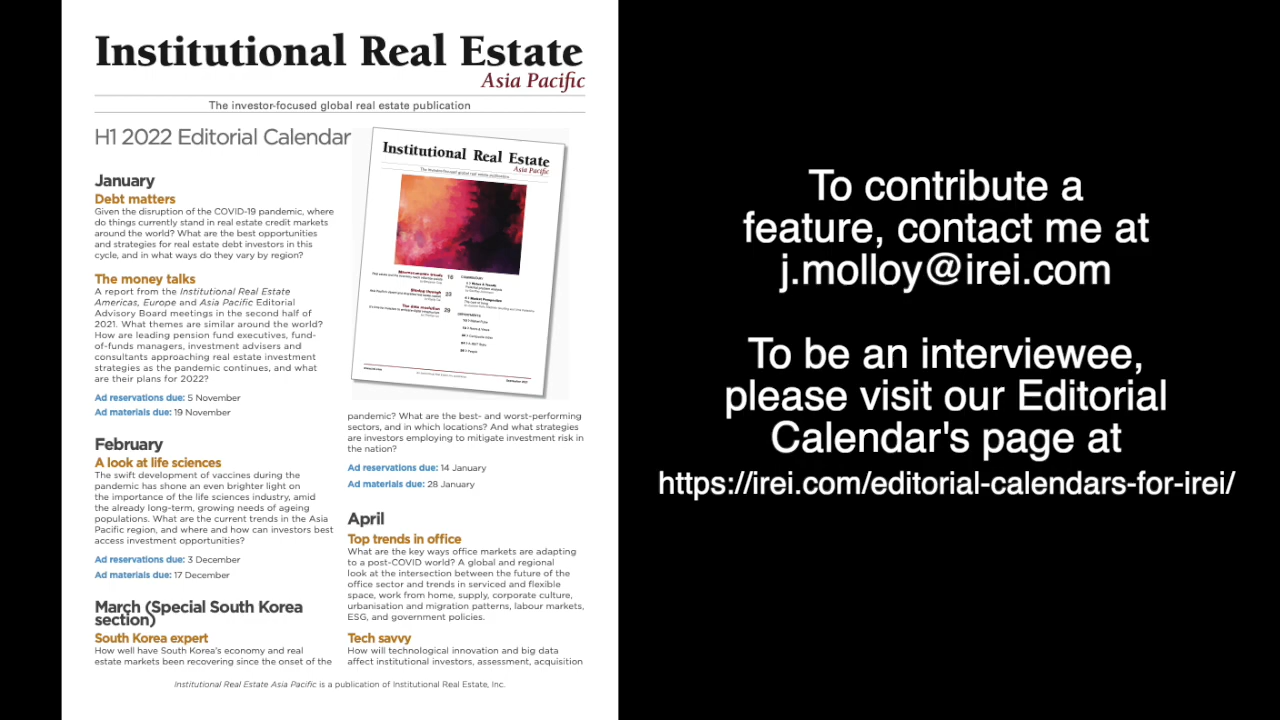 Institutional Real Estate
Asia Pacific
The investor-focused global real estate publication
H1 2022 Editorial Calendar
January
Debt matters
Given the disruption of the COVID-19 pandemic, where
do things currently stand in real estate credit markets
around the world? What are the best opportunities
and strategies for real estate debt investors in this
cycle, and in what ways do they vary by region?
The money talks
A report from the Institutional Real Estate
Americas, Europe and Asia Pacific Editorial
Advisory Board meetings in the second half of
2021. What themes are similar around the world?
How are leading pension fund executives, fund-
of-funds managers, investment advisers and
consultants approaching real estate investment
strategies as the pandemic continues, and what
are their plans for 2022?
Ad reservations due: 5 November
Ad materials due: 19 November
February
A look at life sciences
The swift development of vaccines during the
pandemic has shone an even brighter light on
the importance of the life sciences industry, amid
the already long-term, growing needs of ageing
populations. What are the current trends in the Asia
Pacific region, and where and how can investors best
access investment opportunities?
Ad reservations due: 3 December
Ad materials due: 17 December
March (Special South Korea
section)
South Korea expert
How well have South Korea's economy and real
estate markets been recovering since the onset of the
Institutional Real Estate
Asia Pacific
The investor-focused global real estate publication
pandemic? What are the best- and worst-performing
sectors, and in which locations? And what strategies
are investors employing to mitigate investment risk in
the nation?
Ad reservations due: 14 January
Ad materials due: 28 January
April
Top trends in office
What are the key ways office markets are adapting
to a post-COVID world? A global and regional
look at the intersection between the future of the
office sector and trends in serviced and flexible
space, work from home, supply, corporate culture,
urbanisation and migration patterns, labour markets,
ESG, and government policies.
Tech savvy
How will technological innovation and big data
affect institutional investors, assessment, acquisition
Institutional Real Estate Asia Pacific is a publication of Institutional Real Estate, Inc.
To contribute a
feature, contact me at
j.molloy@irei.com
To be an interviewee,
please visit our Editorial
Calendar's page at
https://irei.com/editorial-calendars-for-irei/